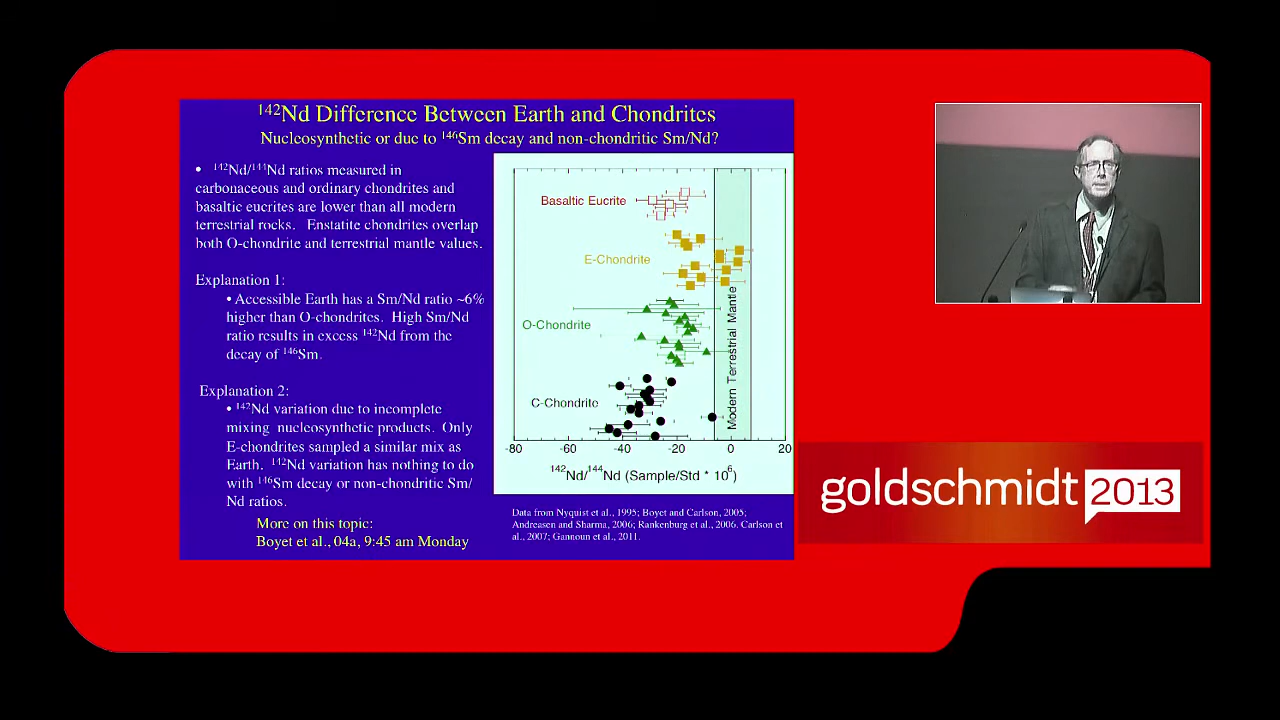 ¹⁴²Nd Difference Between Earth and Chondrites
Nucleosynthetic or due to ¹⁴⁶Sm decay and non-chondritic Sm/Nd?
• ¹⁴²Nd/¹⁴⁴Nd ratios measured in
carbonaceous and ordinary chondrites and
basaltic eucrites are lower than all modern
terrestrial rocks. Enstatite chondrites overlap
both O-chondrite and terrestrial mantle values.
Explanation 1:
• Accessible Earth has a Sm/Nd ratio ~6%
higher than O-chondrites. High Sm/Nd
ratio results in excess ¹⁴²Nd from the
decay of ¹⁴⁶Sm.
Explanation 2:
• ¹⁴²Nd variation due to incomplete
mixing nucleosynthetic products. Only
E-chondrites sampled a similar mix as
Earth. ¹⁴²Nd variation has nothing to do
with ¹⁴⁶Sm decay or non-chondritic Sm/
Nd ratios.
More on this topic:
Boyet et al., 04a, 9:45 am Monday
Basaltic Eucrite
E-Chondrite
O-Chondrite
C-Chondrite
Modern Terrestrial Mantle
-80 -60 -40 -20 0 20
¹⁴²Nd/¹⁴⁴Nd (Sample/Std * 10⁶)
Data from Nyquist et al., 1995; Boyet and Carlson, 2005;
Andreasen and Sharma, 2006; Rankenburg et al., 2006. Carlson et
al., 2007; Gannoun et al., 2011.
goldschmidt 2013